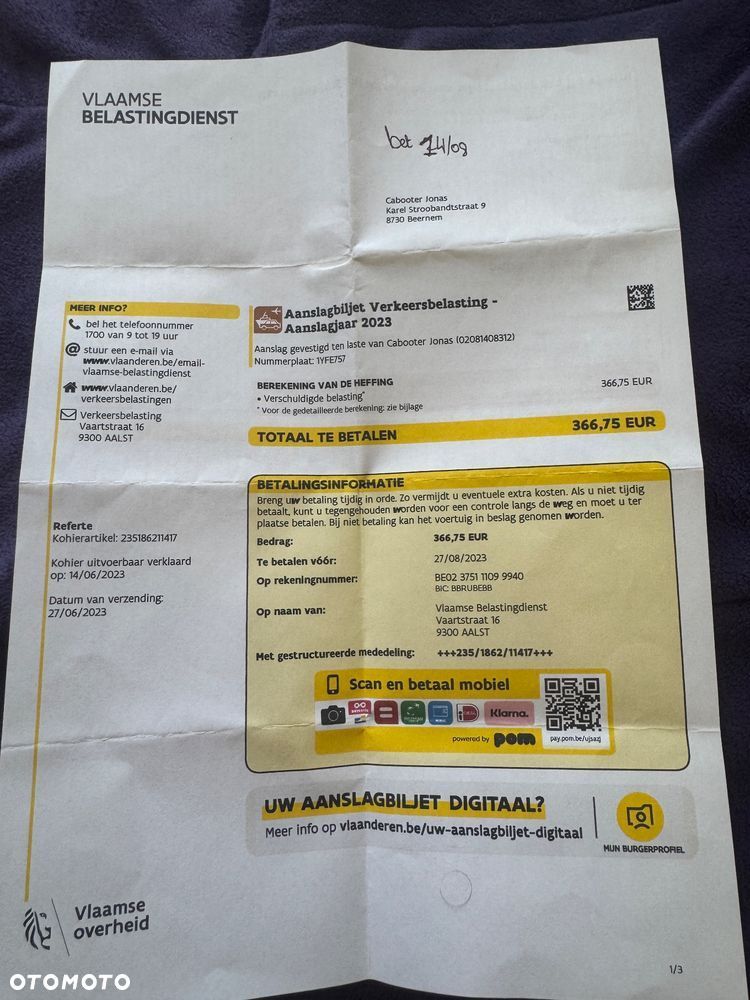 VLAAMSE
BELASTINGDIENST
bet 14/08
Cabooter Jonas
Karel Stroobandtstraat 9
8730 Beernem
MEER INFO?
bel het telefoonnummer
1700 van 9 tot 19 uur
stuur een e-mail via
www.vlaanderen.be/email-
vlaamse-belastingdienst
www.vlaanderen.be/
verkeersbelastingen
Verkeersbelasting
Vaartstraat 16
9300 AALST
Aanslagbiljet Verkeersbelasting -
Aanslagjaar 2023
Aanslag gevestigd ten laste van Cabooter Jonas (02081408312)
Nummerplaat: 1YFE757
BEREKENING VAN DE HEFFING
• Verschuldigde belasting* 366,75 EUR
* Voor de gedetailleerde berekening: zie bijlage
TOTAAL TE BETALEN 366,75 EUR
Referte
Kohierartikel: 235186211417
Kohier uitvoerbaar verklaard
op: 14/06/2023
Datum van verzending:
27/06/2023
BETALINGSINFORMATIE
Breng uw betaling tijdig in orde. Zo vermijdt u eventuele extra kosten. Als u niet tijdig
betaalt, kunt u tegengehouden worden voor een controle langs de weg en moet u ter
plaatse betalen. Bij niet betaling kan het voertuig in beslag genomen worden.
Bedrag: 366,75 EUR
Te betalen vóór: 27/08/2023
Op rekeningnummer: BE02 3751 1109 9940
BIC: BBRUBEBB
Op naam van: Vlaamse Belastingdienst
Vaartstraat 16
9300 AALST
Met gestructureerde mededeling: +++235/1862/11417+++
Scan en betaal mobiel
Klarna.
powered by pom
pay.pom.be/ujsazj
UW AANSLAGBILJET DIGITAAL?
Meer info op vlaanderen.be/uw-aanslagbiljet-digitaal
MIJN BURGERPROFIEL
Vlaamse
overheid
1/3
OTOMOTO